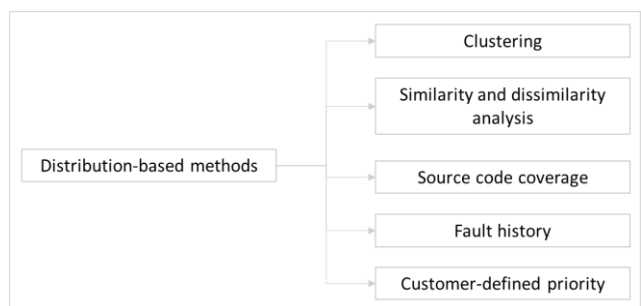 Clustering
Similarity and dissimilarity
analysis
Distribution-based methods
Source code coverage
Fault history
Customer-defined priority